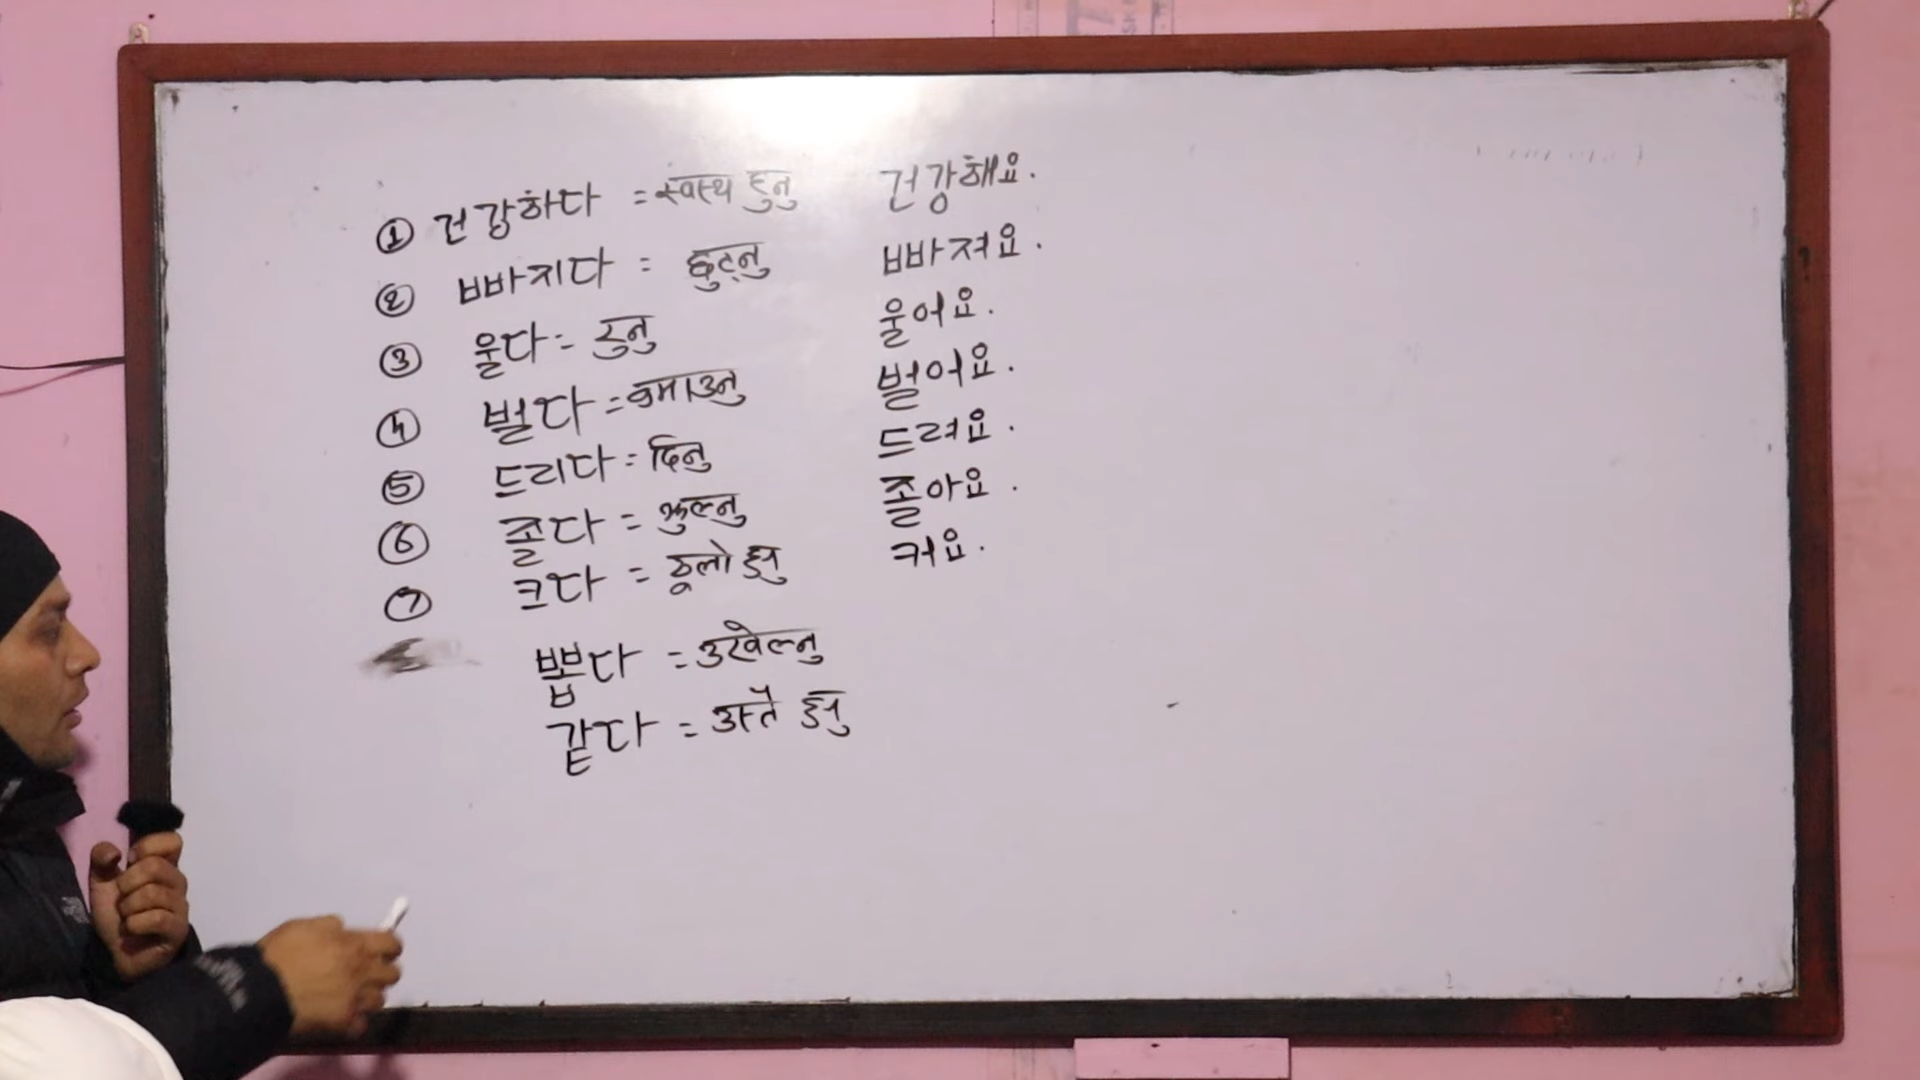 ① 건강하다 = स्वस्थ हुनु 건강해요.
② 빠지다 = छुट्नु 빠져요.
③ 울다 = रुनु 울어요.
④ 벌다 = कमाउनु 벌어요.
⑤ 드리다 = दिनु 드려요.
⑥ 졸다 = झुल्नु 졸아요.
⑦ 크다 = ठूलो हुनु 커요.
뽑다 = उखेल्नु
같다 = उस्तै हुनु